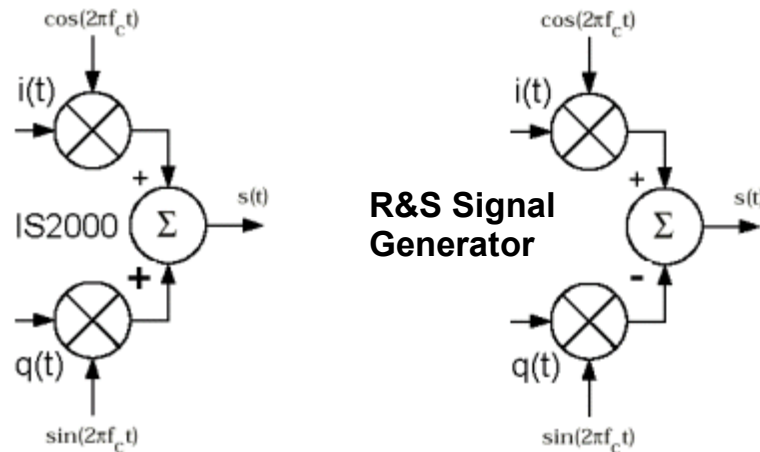 cos(2πf_ct)
i(t)
+
IS2000
Σ
s(t)
+
q(t)
sin(2πf_ct)
R&S Signal
Generator
cos(2πf_ct)
i(t)
+
Σ
s(t)
-
q(t)
sin(2πf_ct)